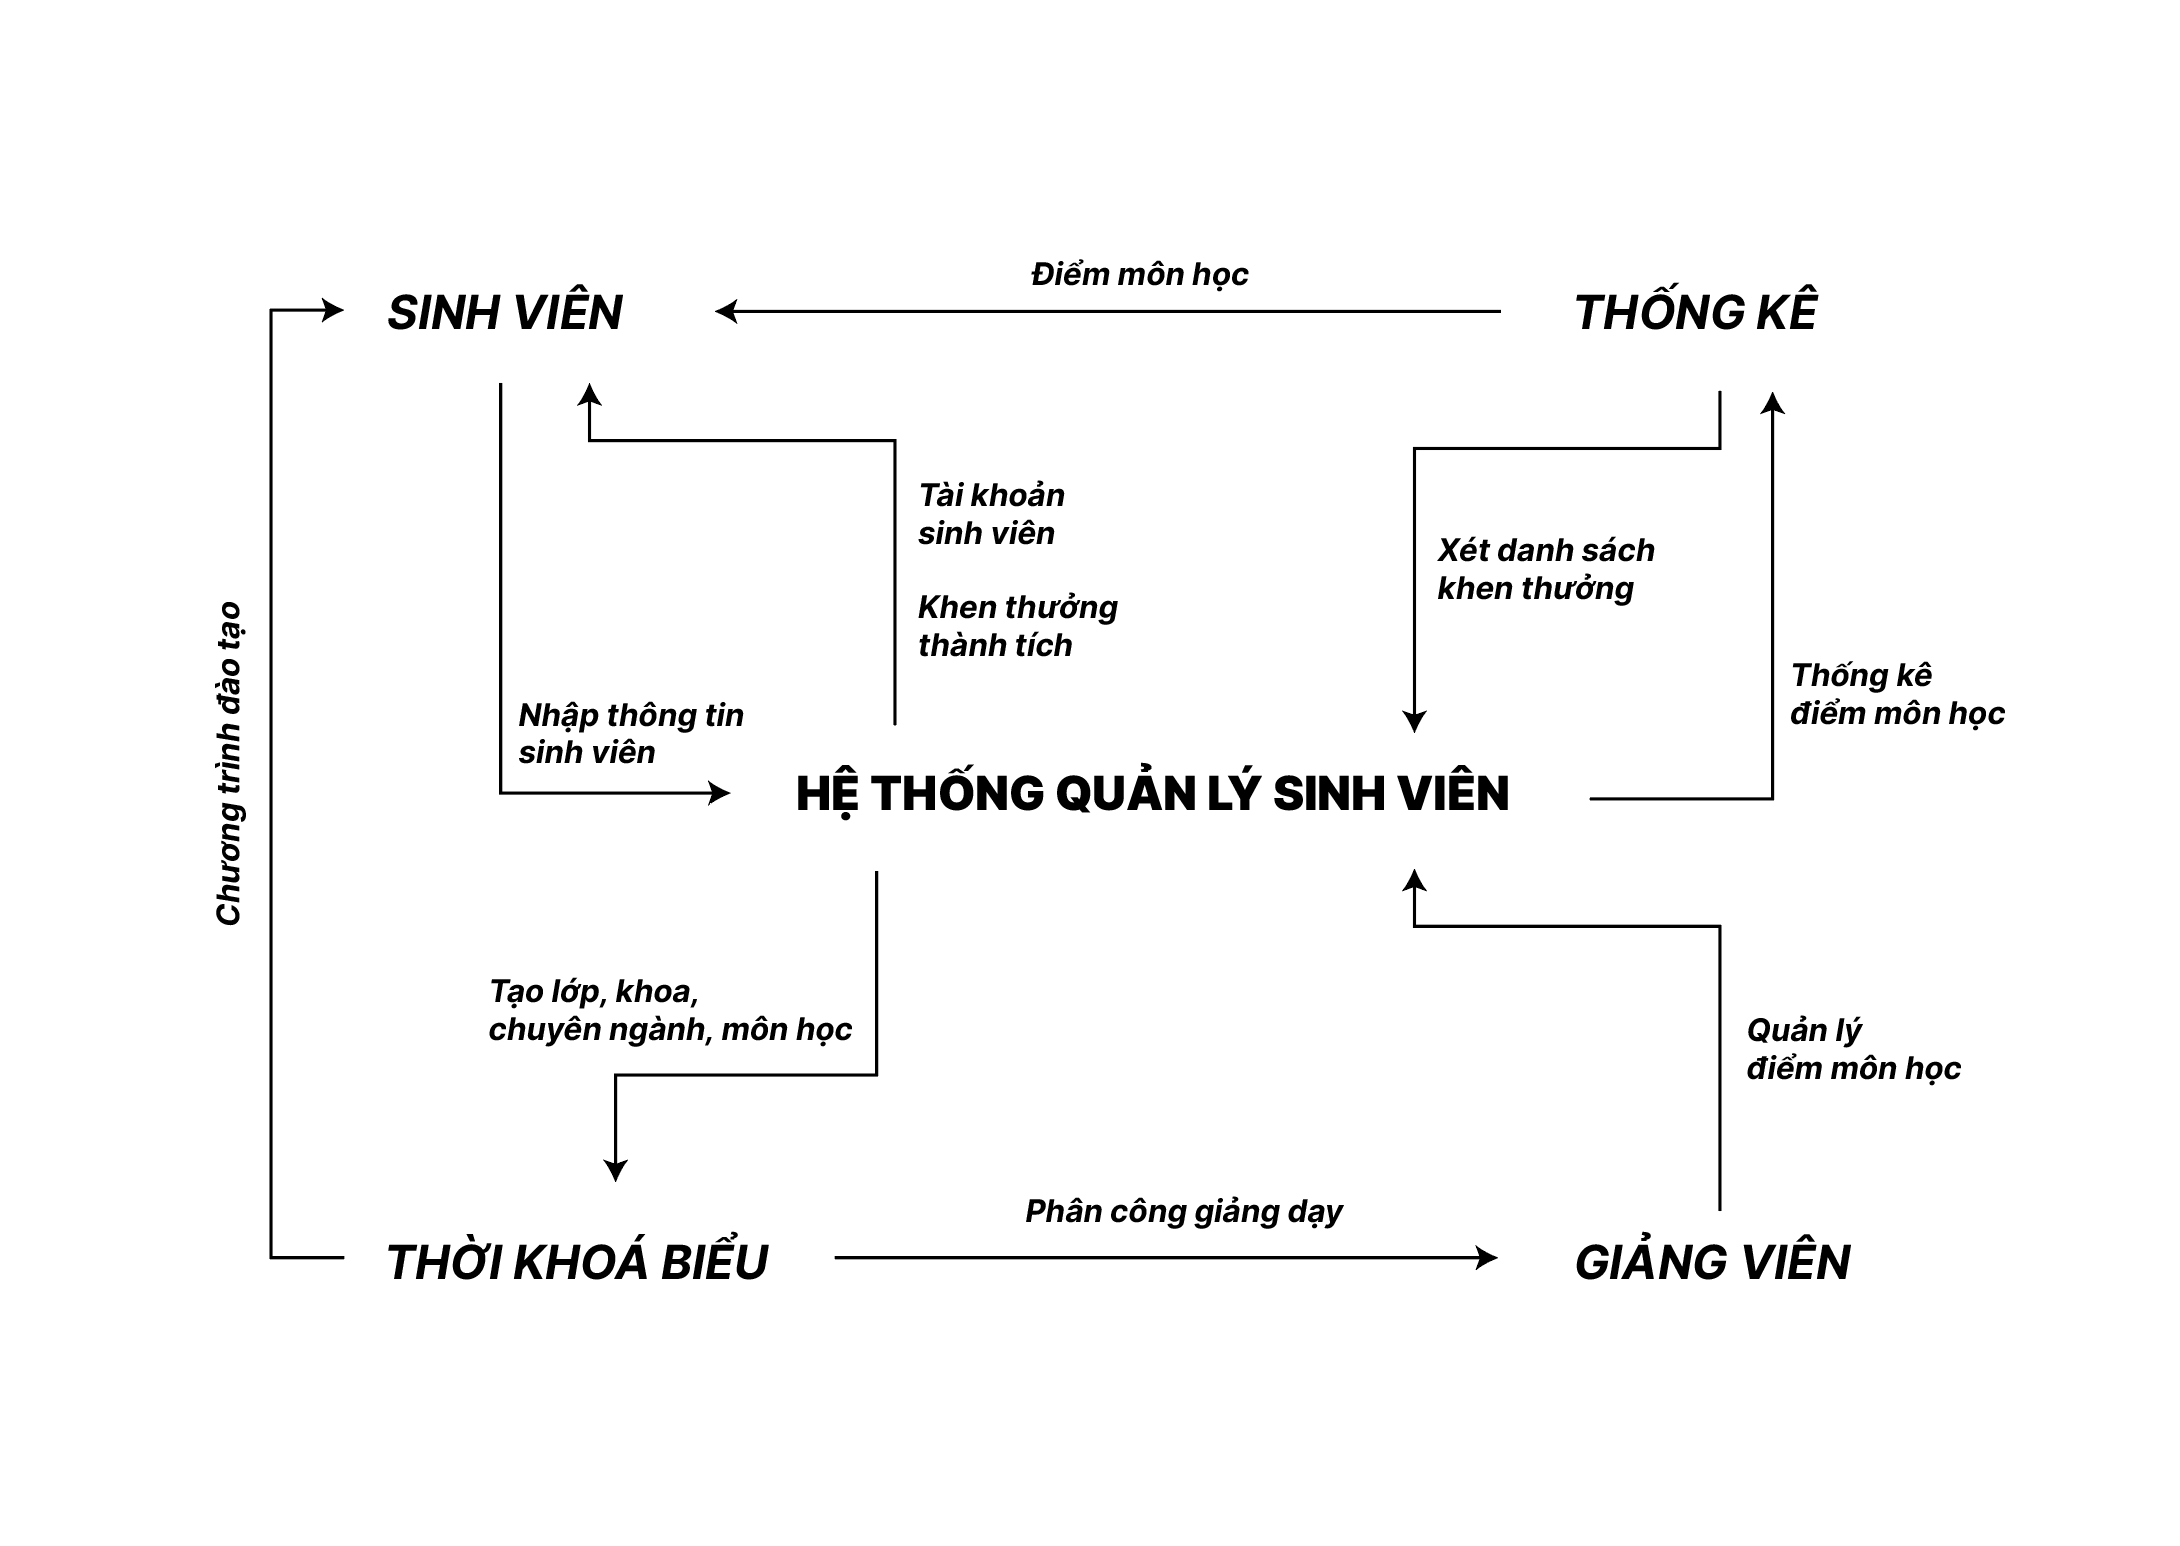 Điểm môn học
SINH VIÊN
THỐNG KÊ
Tài khoản
sinh viên
Khen thưởng
thành tích
Xét danh sách
khen thưởng
Thống kê
điểm môn học
Nhập thông tin
sinh viên
Chương trình đào tạo
HỆ THỐNG QUẢN LÝ SINH VIÊN
Tạo lớp, khoa,
chuyên ngành, môn học
Quản lý
điểm môn học
Phân công giảng dạy
THỜI KHOÁ BIỂU
GIẢNG VIÊN